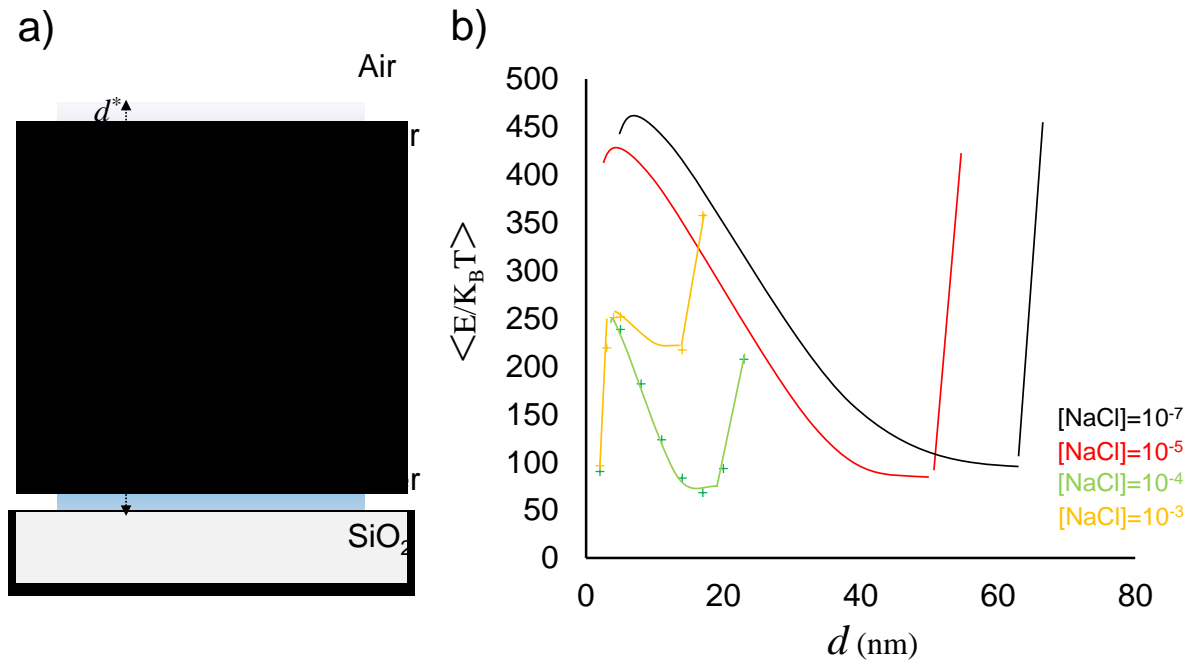 a)
Air
d*
r
er
SiO2
b)
500
450
400
350
300
250
200
150
100
50
0
<E/KBT>
0 20 40 60 80
d (nm)
[NaCl]=10-7
[NaCl]=10-5
[NaCl]=10-4
[NaCl]=10-3